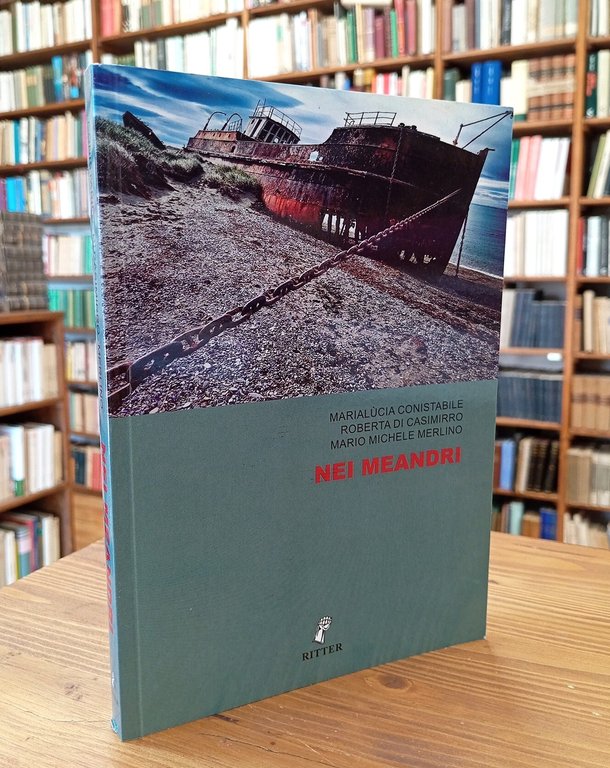 MARIALÙCIA CONISTABILE
ROBERTA DI CASIMIRRO
MARIO MICHELE MERLINO
NEI MEANDRI
RITTER